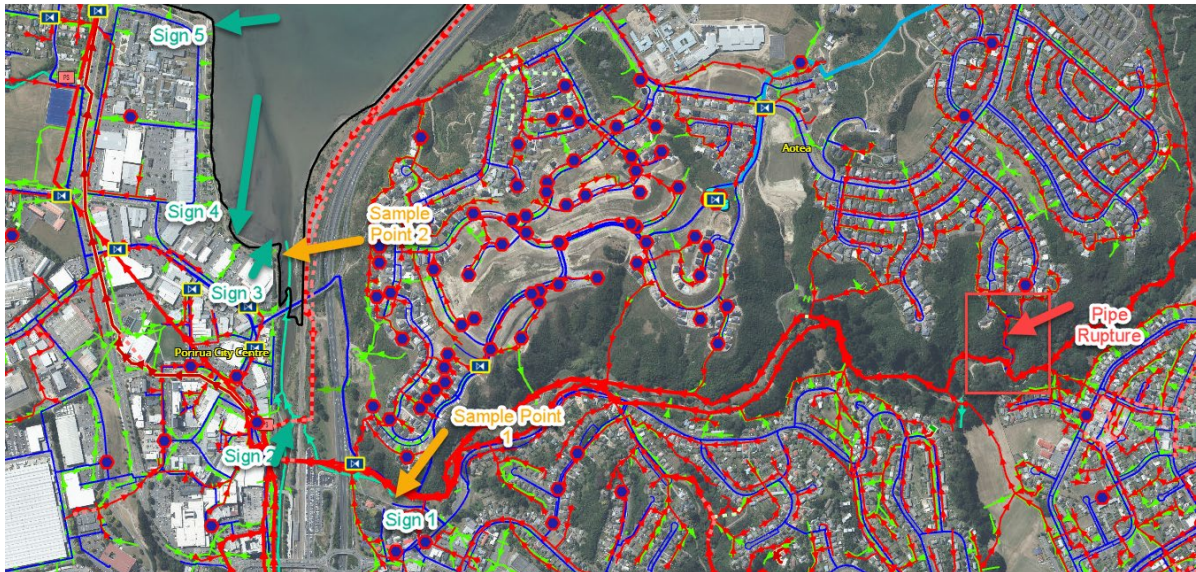 Sign 5
P1
Sign 4
Sample
Point 2
Sign 3
Porirua City Centre
Sign 2
Sample Point
1
Sign 1
Aotea
Pipe
Rupture